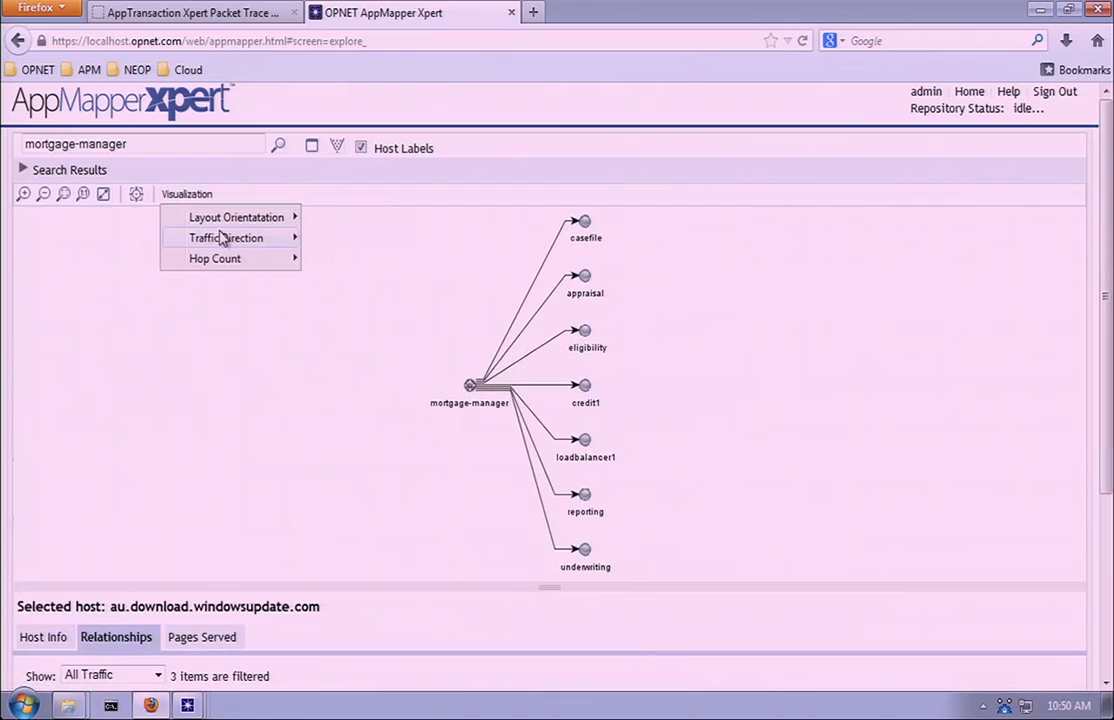 Firefox
AppTransaction Xpert Packet Trace ...
OPNET AppMapper Xpert
https://localhost.opnet.com/web/appmapper.html#screen=explore_
Google
OPNET
APM
NEOP
Cloud
Bookmarks
AppMapperXpert™
admin Home Help Sign Out
Repository Status: idle...
mortgage-manager
Host Labels
Search Results
Visualization
Layout Orientatation
Traffic Direction
Hop Count
casefile
appraisal
eligibility
mortgage-manager
credit1
loadbalancer1
reporting
underwriting
Selected host: au.download.windowsupdate.com
Host Info Relationships Pages Served
Show: All Traffic 3 items are filtered
10:50 AM